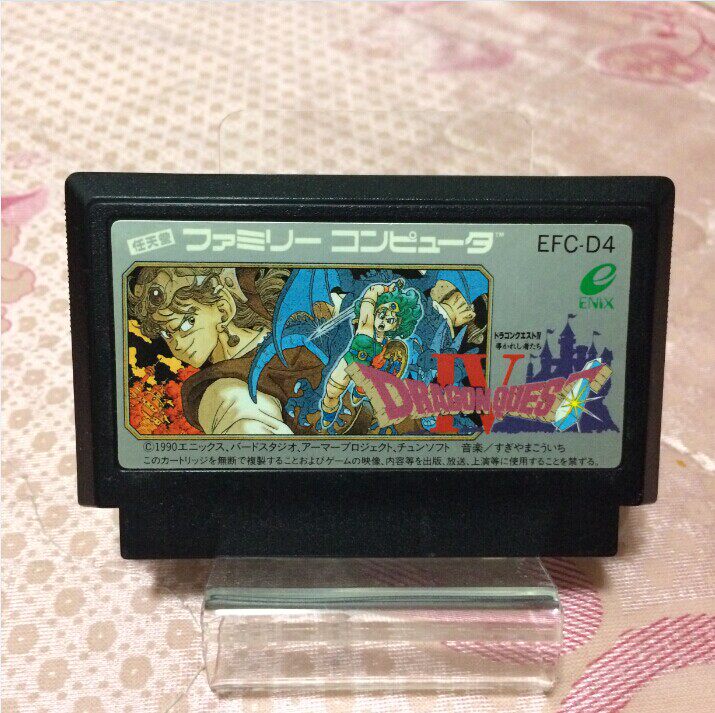 任天堂 ファミリー コンピュータ™ EFC-D4
e
ENIX
ドラゴンクエストIV
導かれし者たち
IV
DRAGON QUEST
©1990エニックス、バードスタジオ、アーマープロジェクト、チュンソフト 音楽/すぎやまこういち
このカートリッジを無断で複製することおよびゲームの映像、内容等を出版、放送、上演等に使用することを禁ずる。